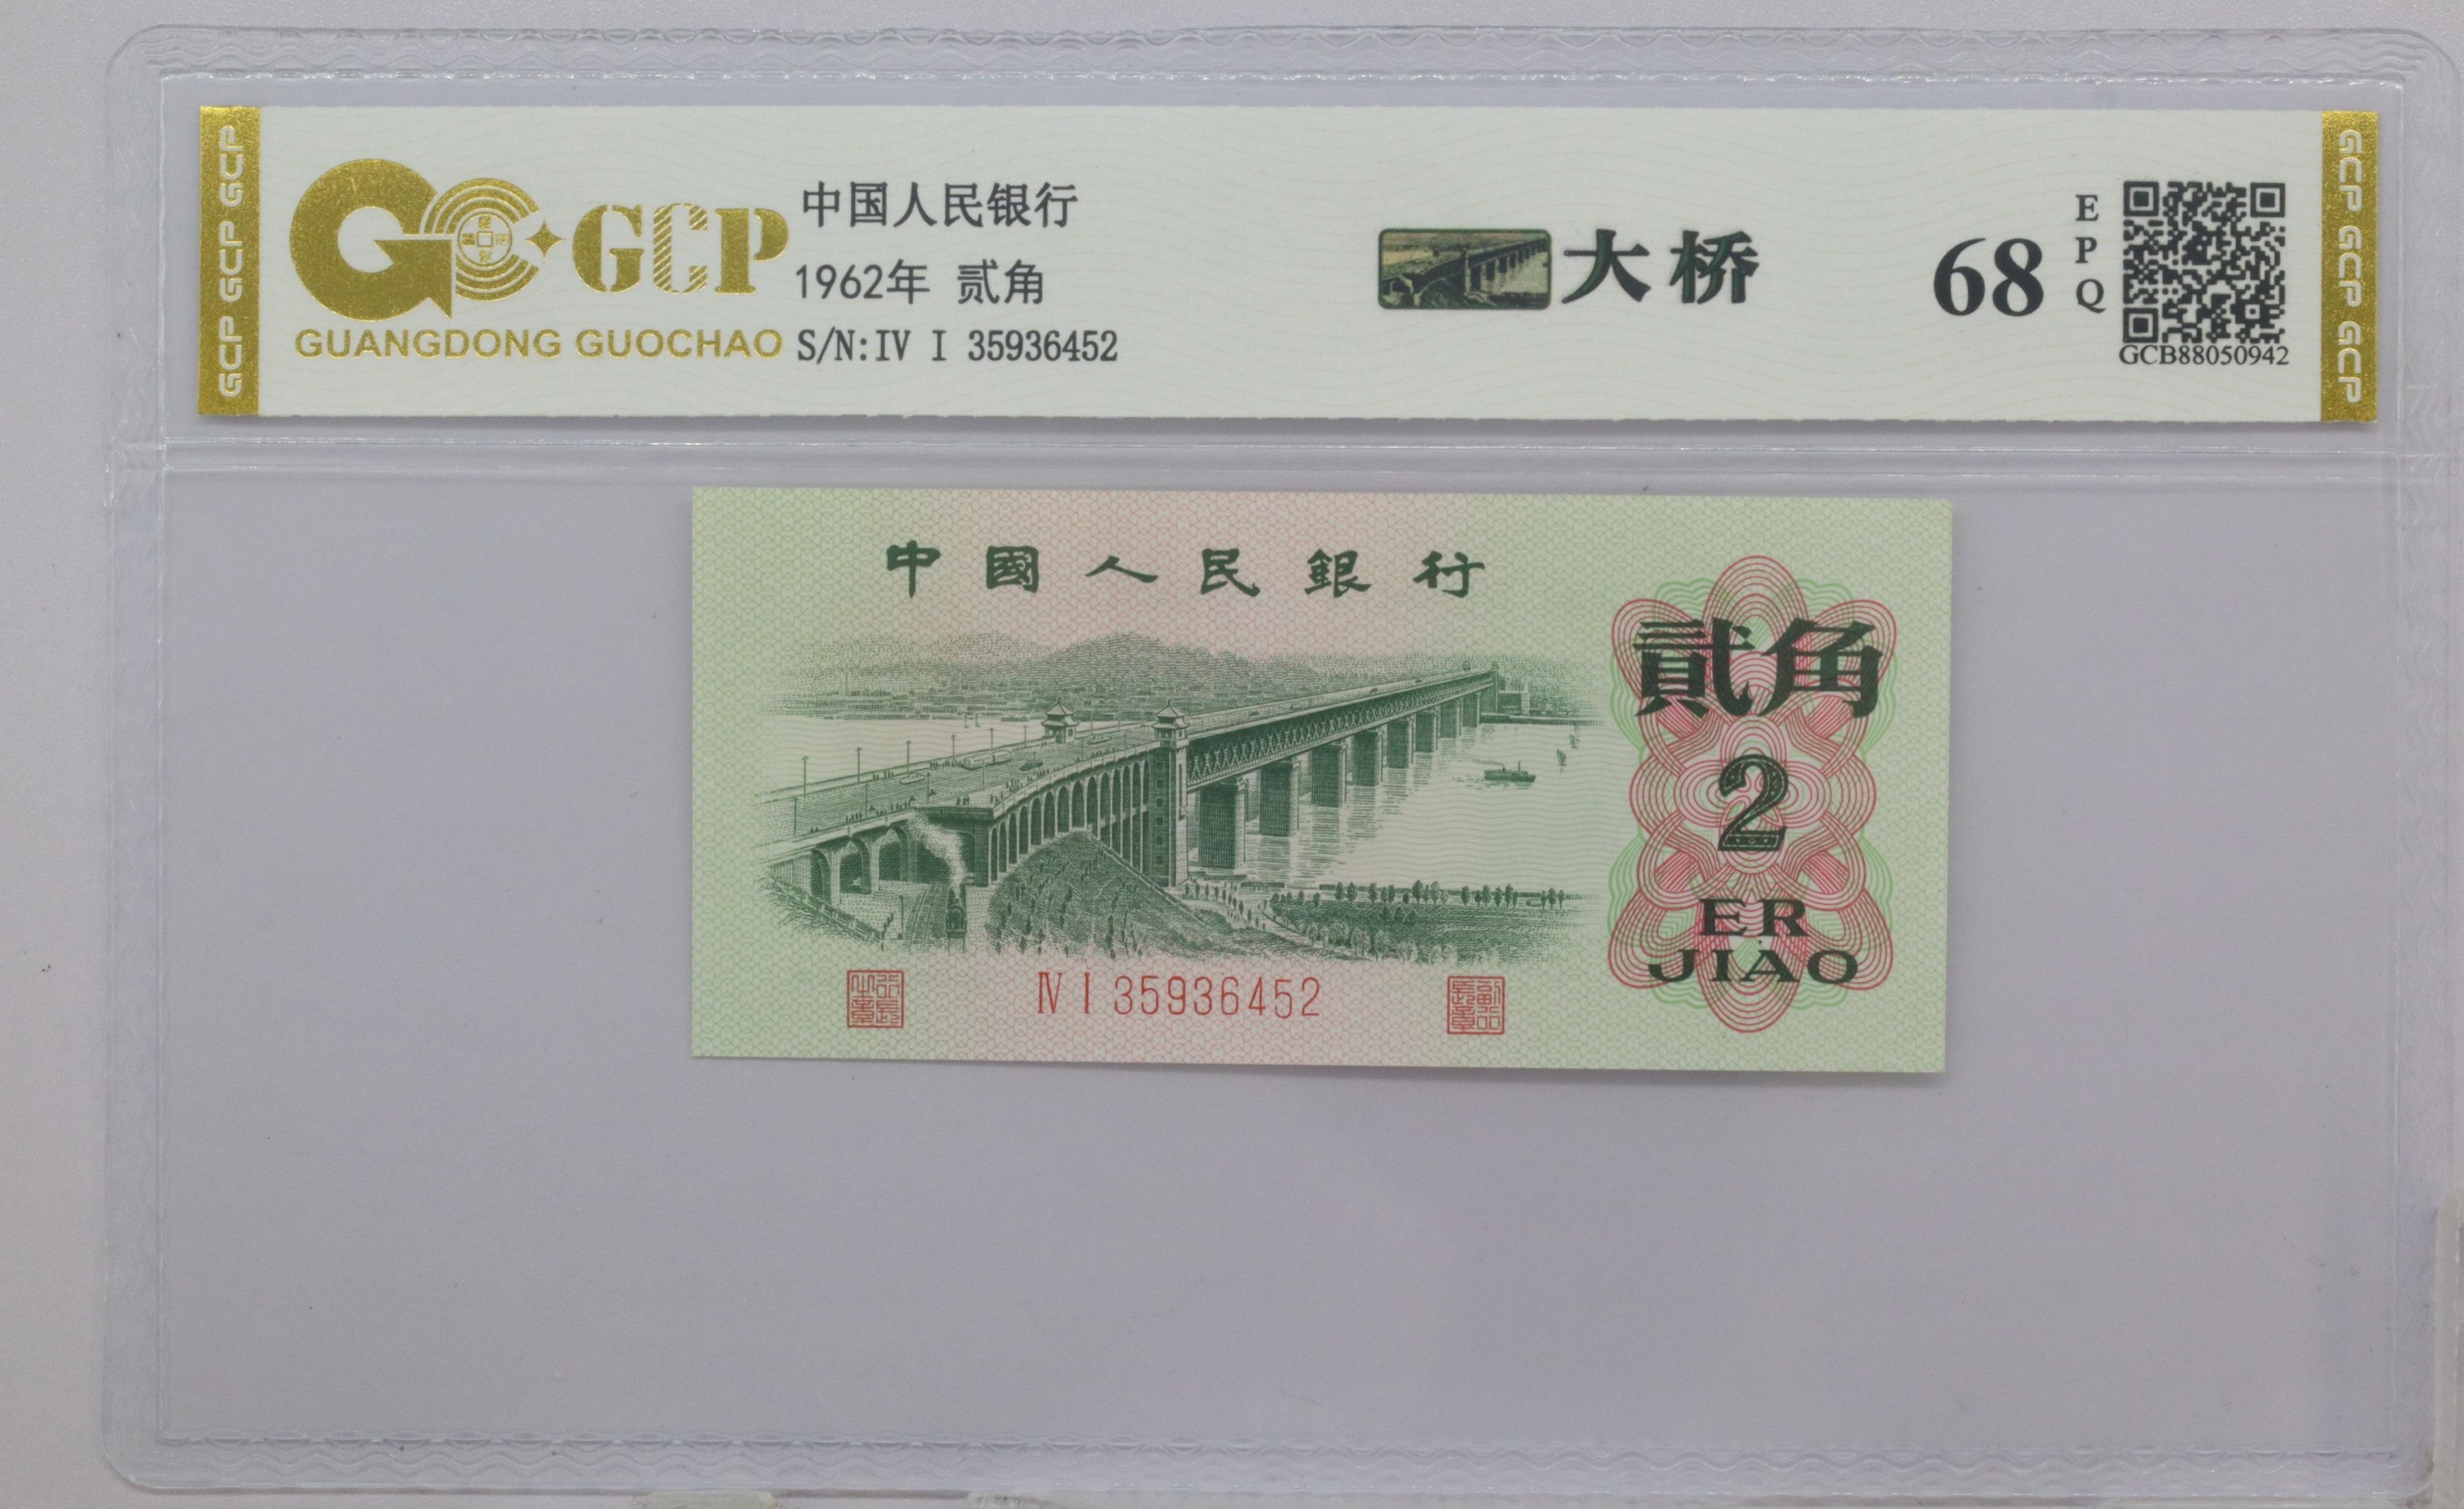 GCP GCP GCP
GCP
GUANGDONG GUOCHAO
中国人民银行
1962年 贰角
S/N:IV I 35936452
大桥
68
EPQ
GCB88050942
GCP GCP GCP
中國人民銀行
貳角
2
ER
JIAO
IV I 35936452